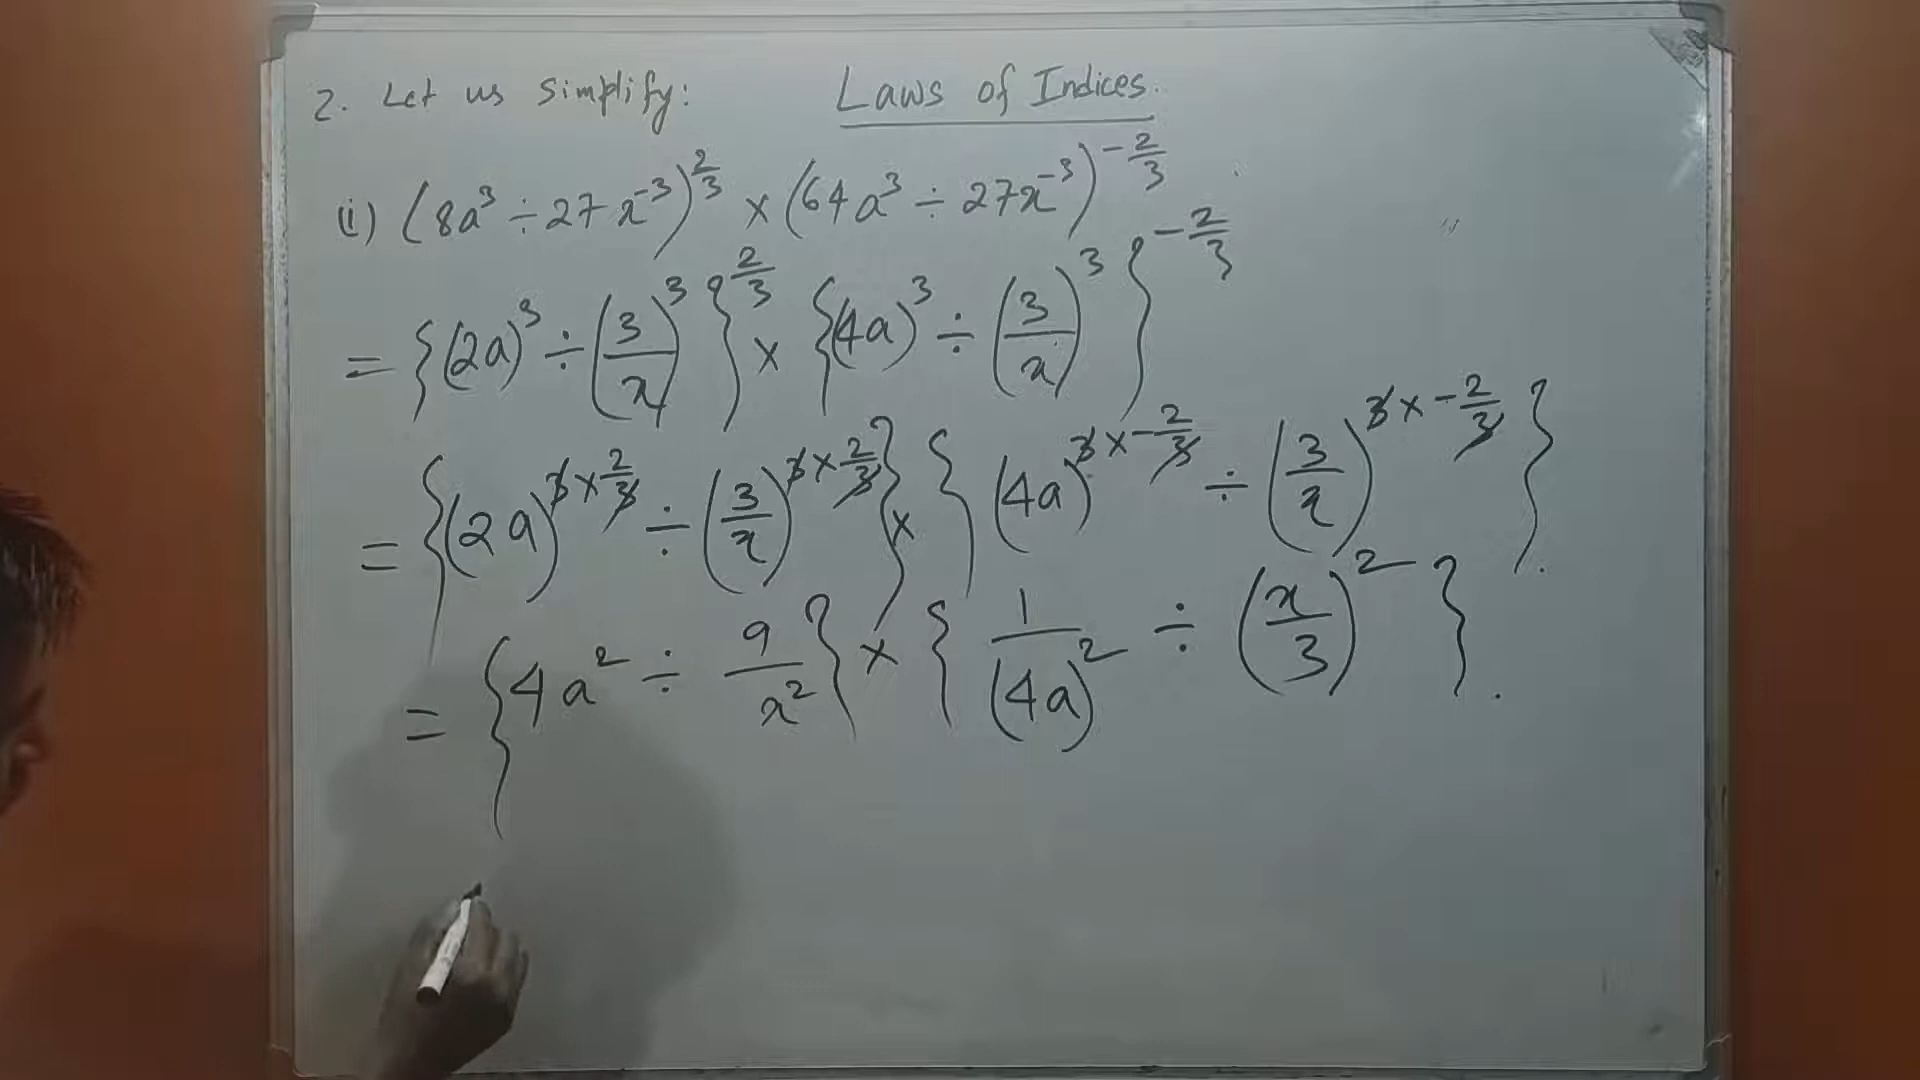 2. Let us simplify: Laws of Indices.
(i) (8a³ ÷ 27x⁻³)^(2/3) × (64a³ ÷ 27x⁻³)^(-2/3)
= {(2a)³ ÷ (3/x)³}^(2/3) × {(4a)³ ÷ (3/x)³}^(-2/3)
= {(2a)^(3×2/3) ÷ (3/x)^(3×2/3)} × {(4a)^(3×-2/3) ÷ (3/x)^(3×-2/3)}.
= {4a² ÷ 9/x²} × {1/(4a)² ÷ (x/3)²}.